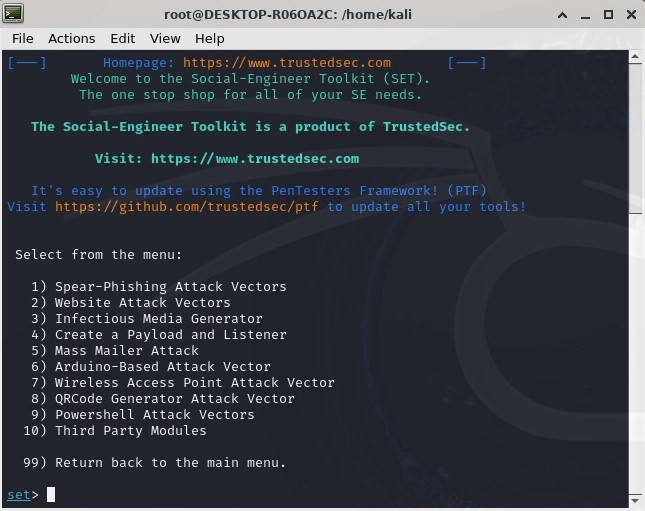 root@DESKTOP-R06OA2C: /home/kali
File Actions Edit View Help
[---] Homepage: https://www.trustedsec.com [---]
Welcome to the Social-Engineer Toolkit (SET).
The one stop shop for all of your SE needs.
The Social-Engineer Toolkit is a product of TrustedSec.
Visit: https://www.trustedsec.com
It's easy to update using the PenTesters Framework! (PTF)
Visit https://github.com/trustedsec/ptf to update all your tools!
Select from the menu:
1) Spear-Phishing Attack Vectors
2) Website Attack Vectors
3) Infectious Media Generator
4) Create a Payload and Listener
5) Mass Mailer Attack
6) Arduino-Based Attack Vector
7) Wireless Access Point Attack Vector
8) QRCode Generator Attack Vector
9) Powershell Attack Vectors
10) Third Party Modules
99) Return back to the main menu.
set>